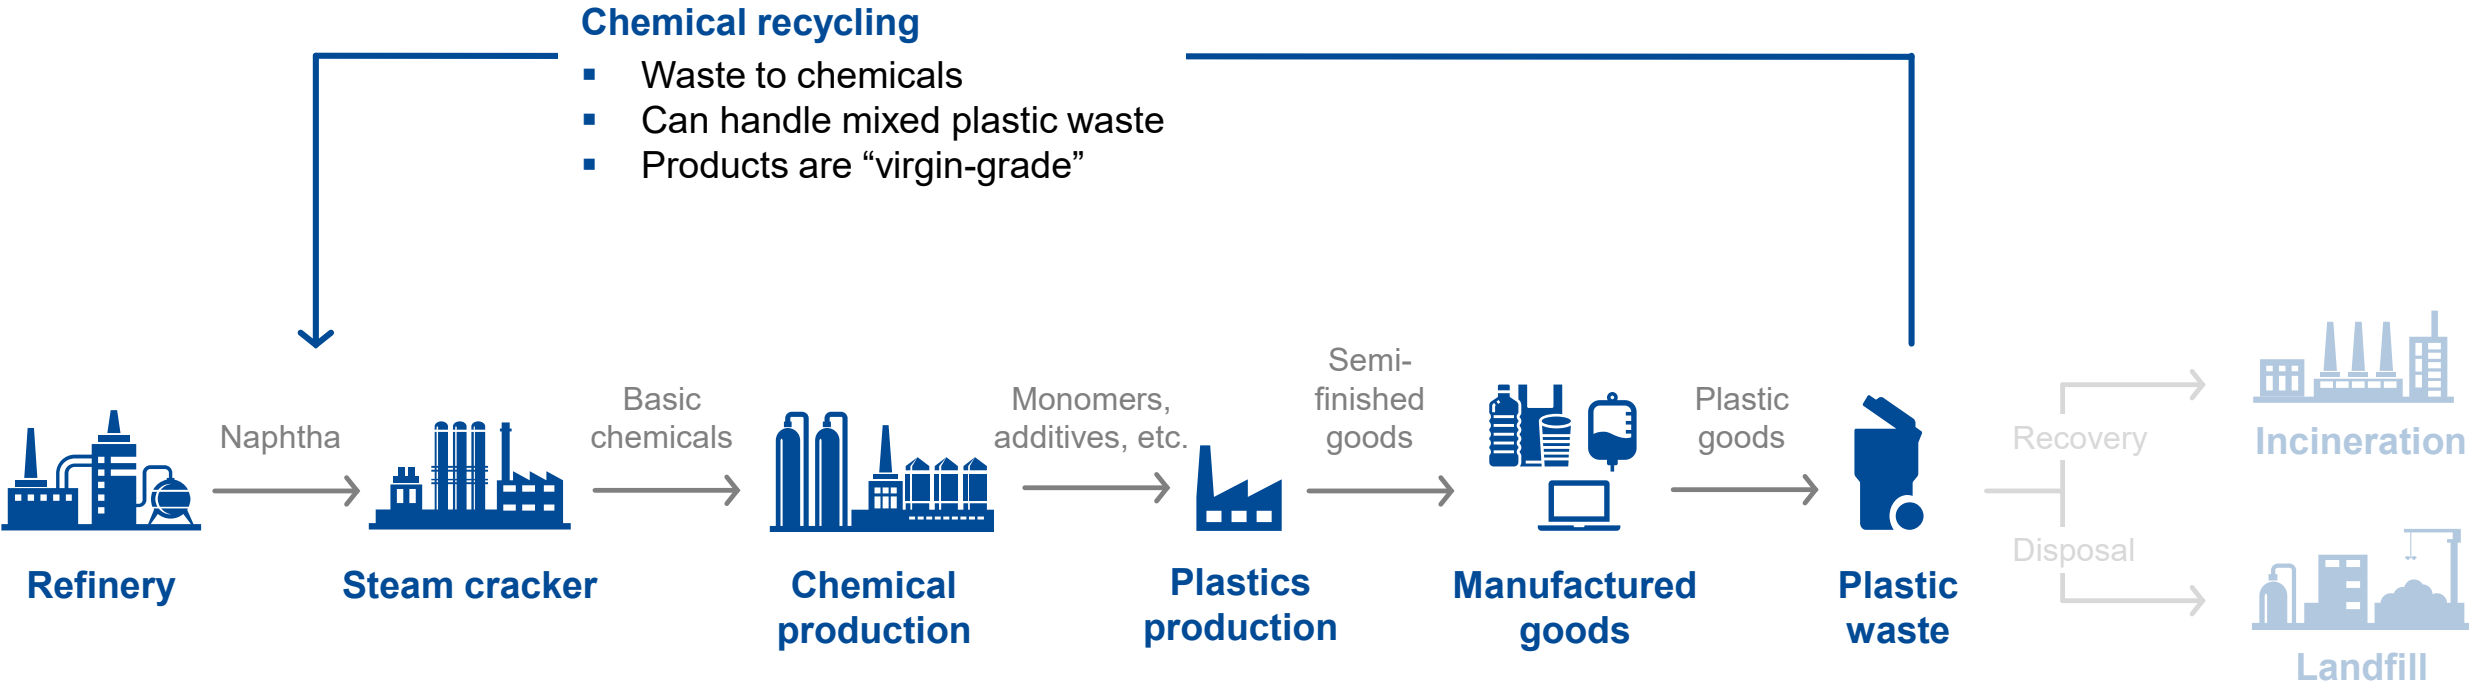 Chemical recycling
▪ Waste to chemicals
▪ Can handle mixed plastic waste
▪ Products are “virgin-grade”
Naphtha
Basic
chemicals
Monomers,
additives, etc.
Semi-
finished
goods
Plastic
goods
Recovery
Disposal
Refinery
Steam cracker
Chemical
production
Plastics
production
Manufactured
goods
Plastic
waste
Incineration
Landfill